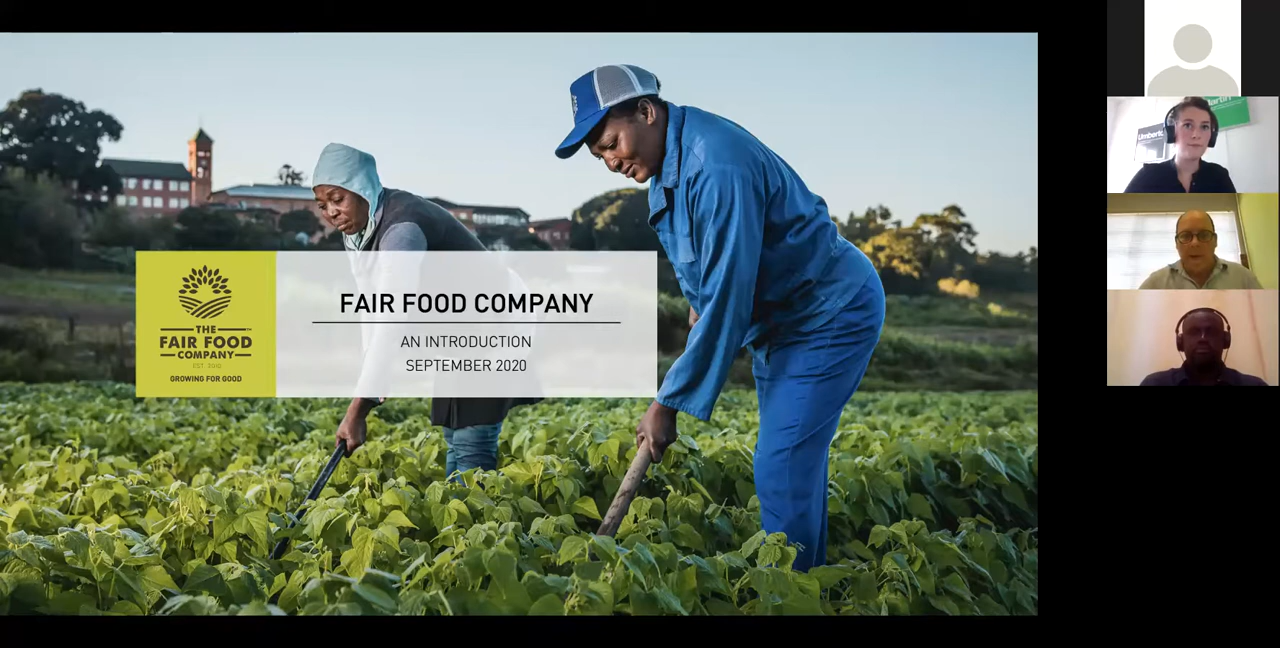 THE
FAIR FOOD
COMPANY
EST. 2010
GROWING FOR GOOD
FAIR FOOD COMPANY
AN INTRODUCTION
SEPTEMBER 2020